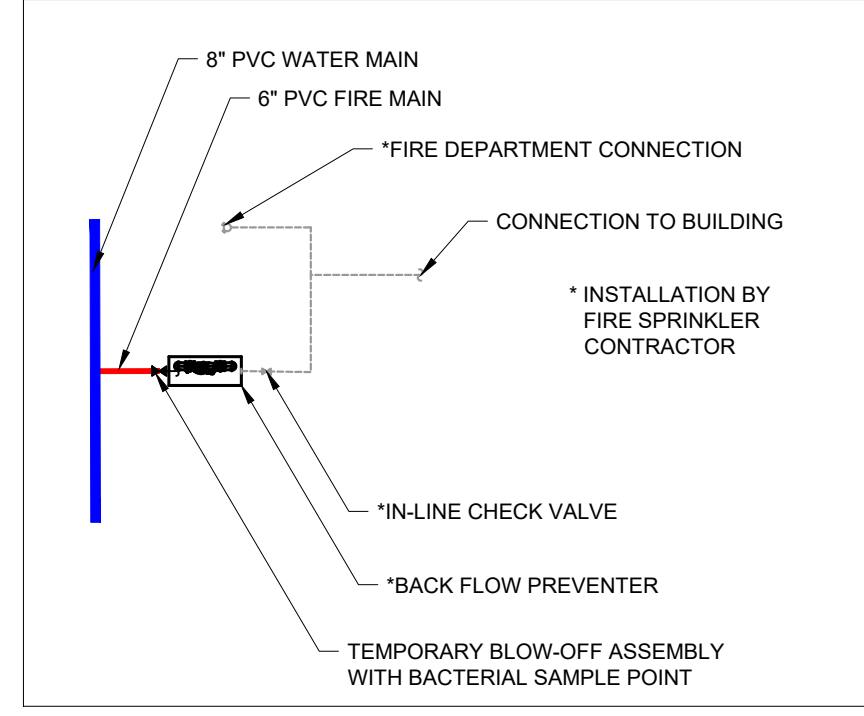 8" PVC WATER MAIN
6" PVC FIRE MAIN
*FIRE DEPARTMENT CONNECTION
CONNECTION TO BUILDING
* INSTALLATION BY
FIRE SPRINKLER
CONTRACTOR
*IN-LINE CHECK VALVE
*BACK FLOW PREVENTER
TEMPORARY BLOW-OFF ASSEMBLY
WITH BACTERIAL SAMPLE POINT